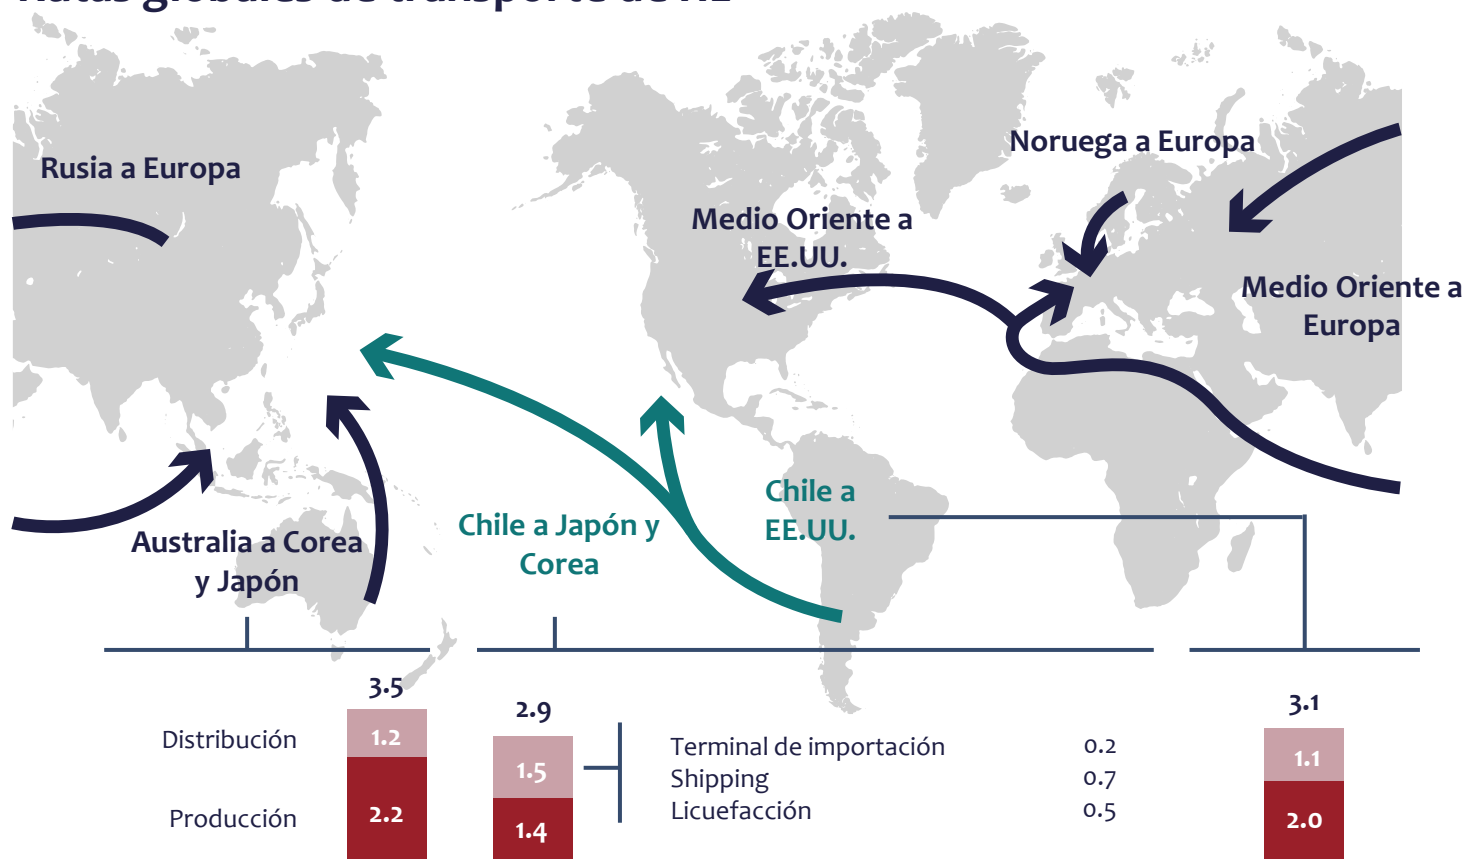 Noruega a Europa
Rusia a Europa
Medio Oriente a
EE.UU.
Medio Oriente a
Europa
Chile a
EE.UU.
Chile a Japón y
Corea
Australia a Corea
y Japón
3.5
2.9
3.1
Distribución
1.2
1.5
1.1
Terminal de importación 0.2
Shipping 0.7
Licuefacción 0.5
Producción
2.2
1.4
2.0